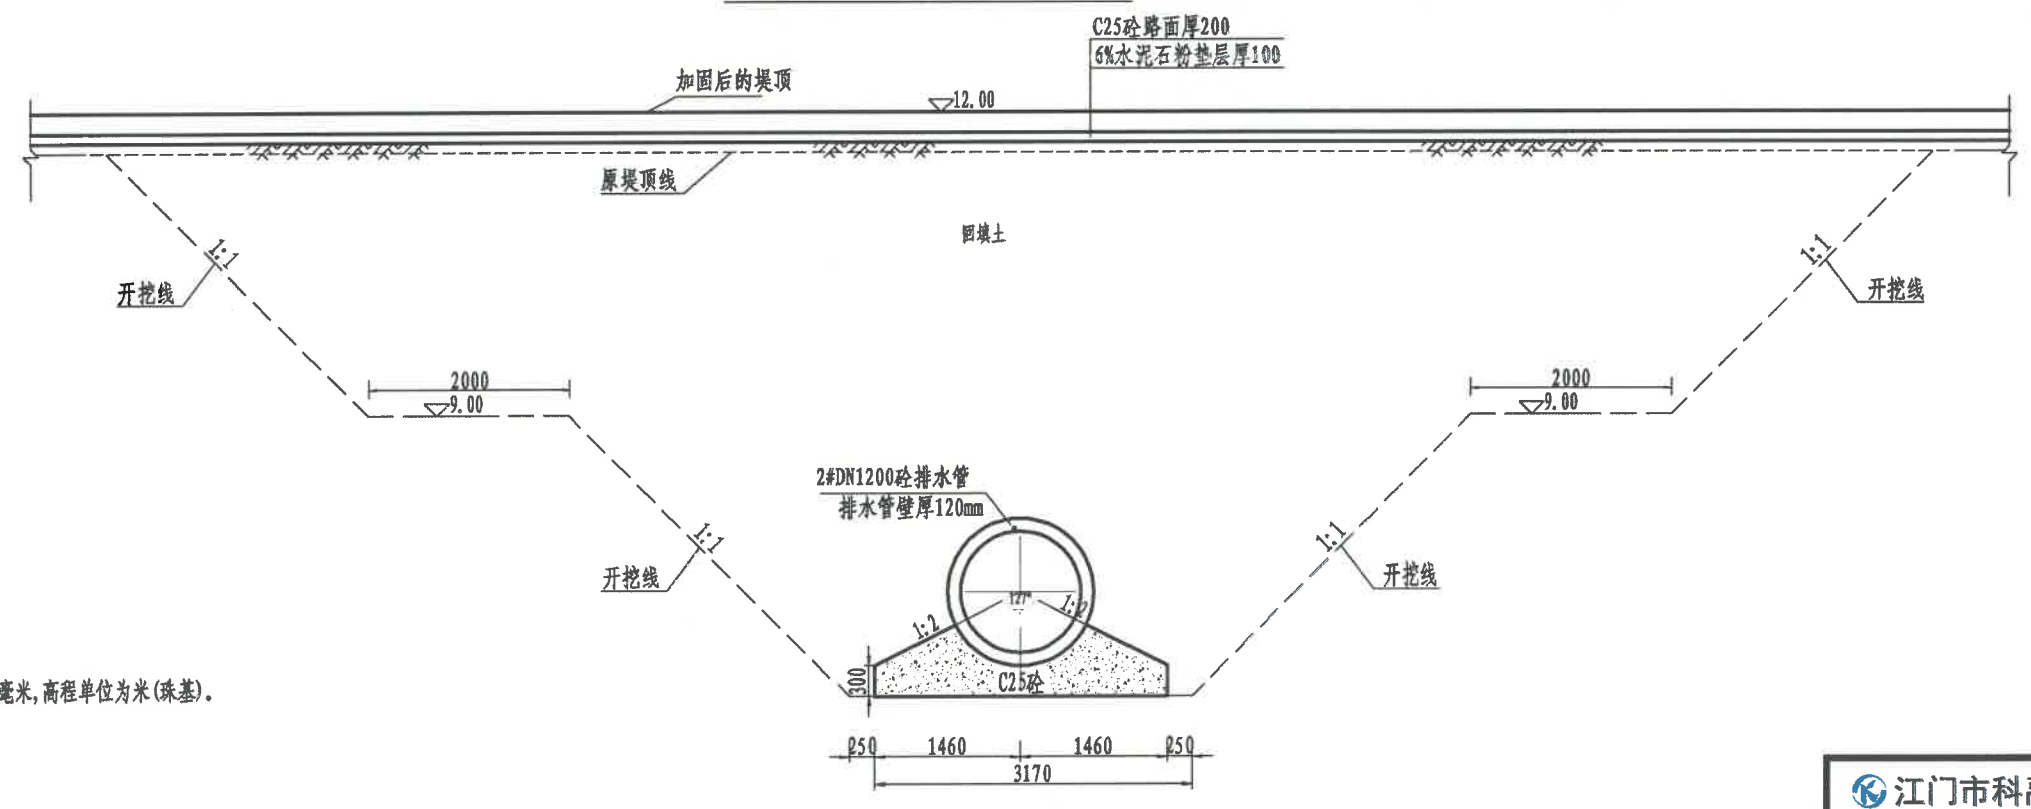 C25砼路面厚200
6%水泥石粉垫层厚100
加固后的堤顶
12.00
原堤顶线
回填土
1:1
1:1
开挖线
开挖线
2000
2000
9.00
9.00
2#DN1200砼排水管
排水管壁厚120mm
1:1
1:1
开挖线
开挖线
127°
1:2
1:2
300
C25砼
毫米,高程单位为米(珠基)。
250
1460
1460
250
3170
江门市科